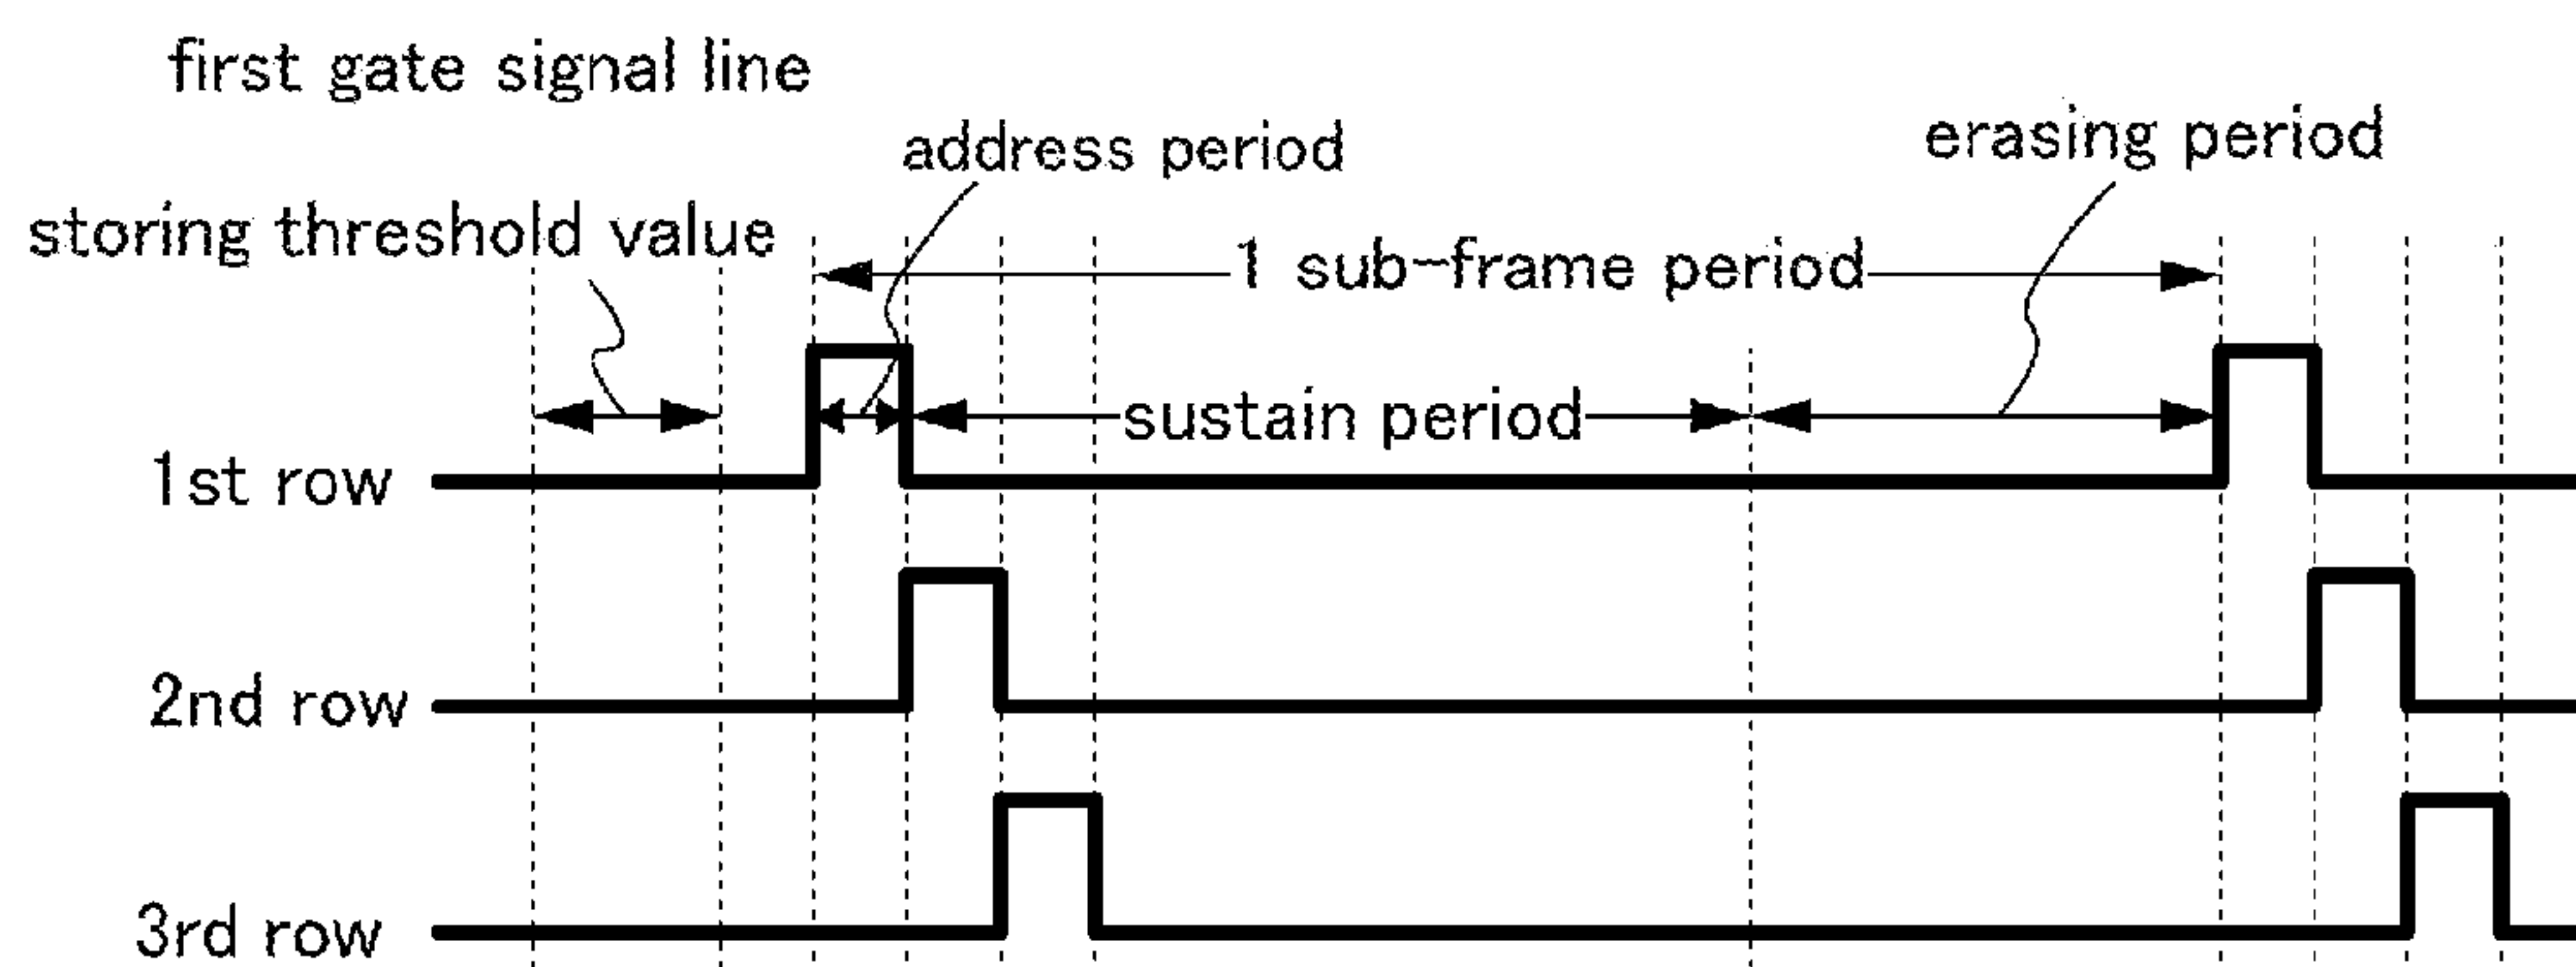 first gate signal line
address period
erasing period
storing threshold value
1 sub-frame period
sustain period
1st row
2nd row
3rd row